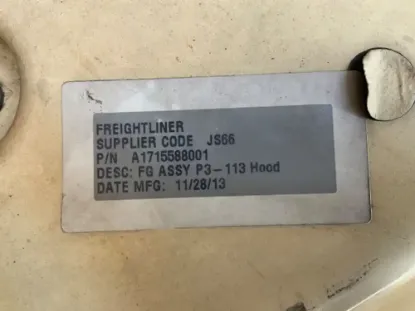 FREIGHTLINER
SUPPLIER CODE JS66
P/N A1715588001
DESC: FG ASSY P3-113 Hood
DATE MFG: 11/28/13